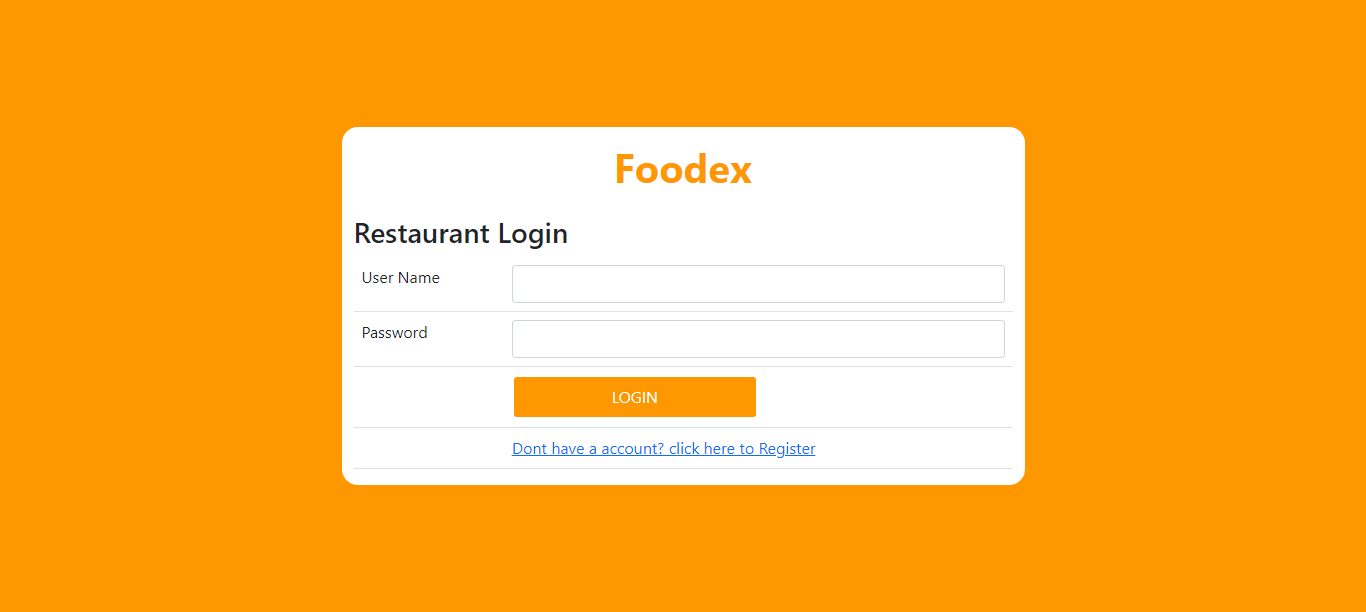 Foodex
Restaurant Login
User Name
Password
LOGIN
Dont have a account? click here to Register